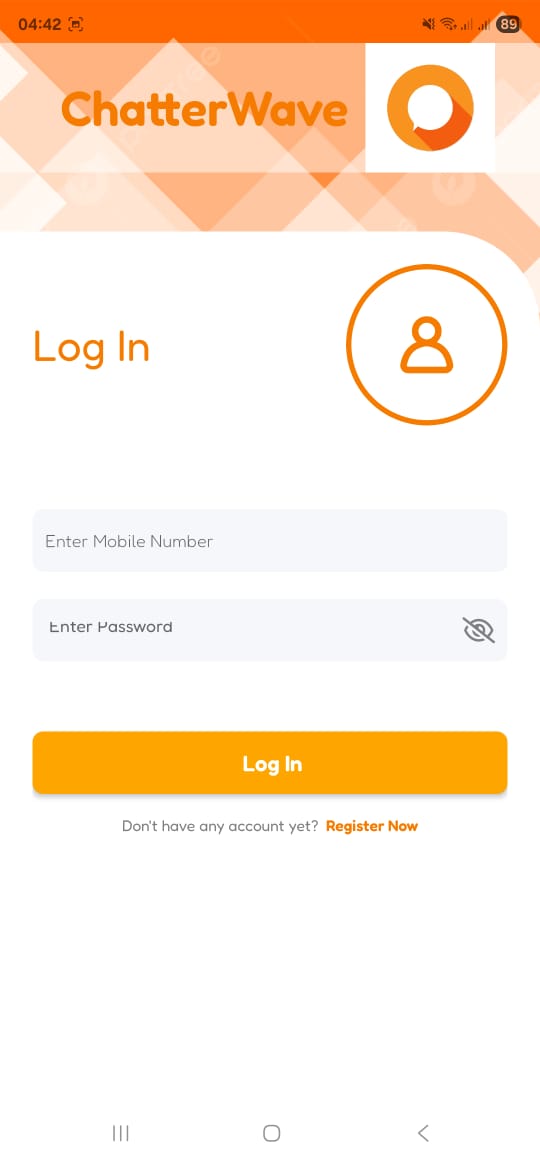 04:42
89
ChatterWave
Log In
Enter Mobile Number
Enter Password
Log In
Don't have any account yet? Register Now